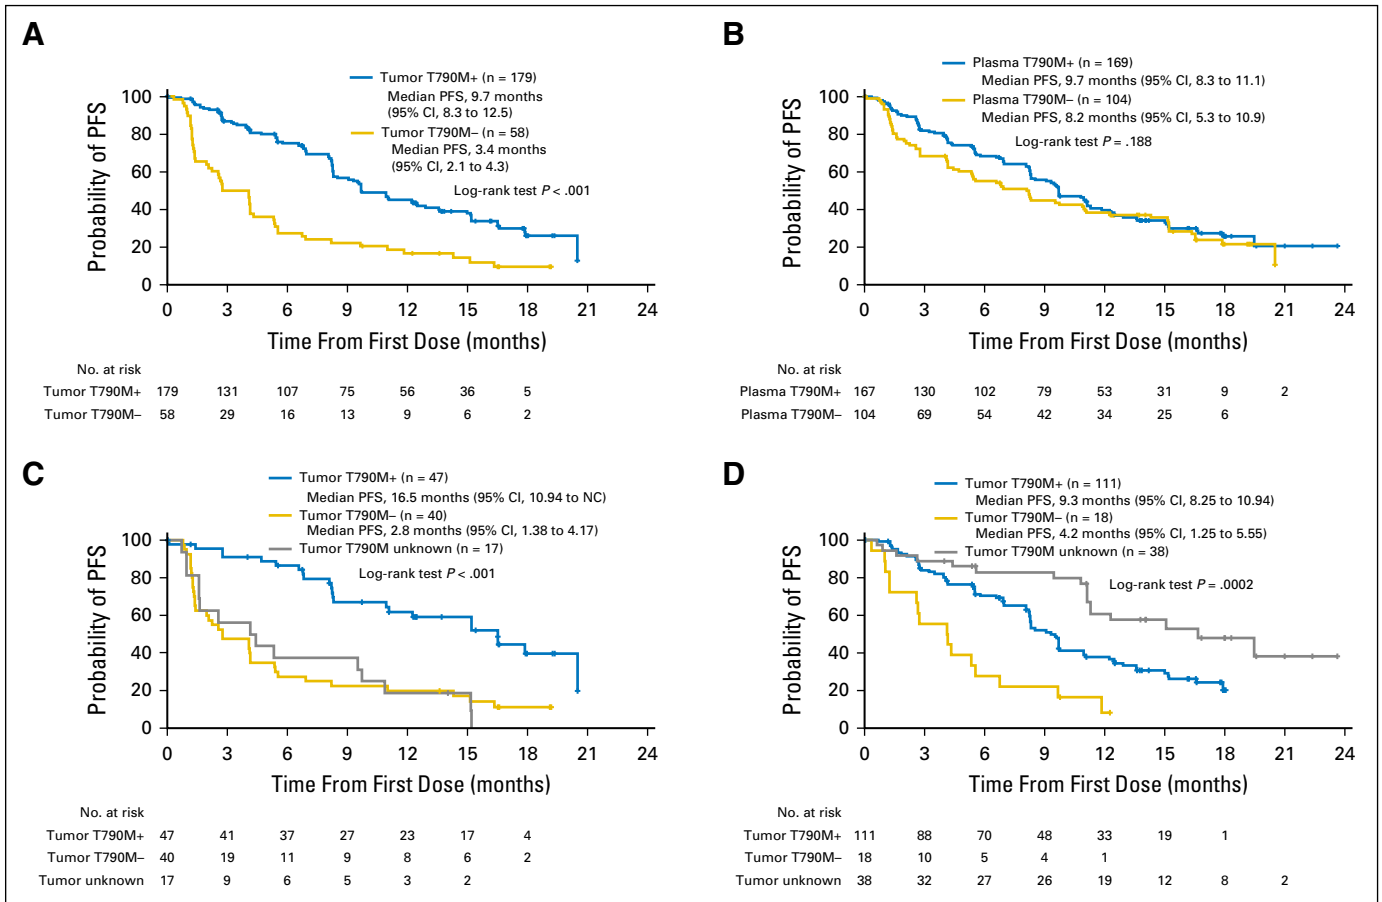 A
Tumor T790M+ (n = 179)
Median PFS, 9.7 months
(95% CI, 8.3 to 12.5)
Tumor T790M– (n = 58)
Median PFS, 3.4 months
(95% CI, 2.1 to 4.3)
Log-rank test P < .001
Probability of PFS
100
80
60
40
20
0
0 3 6 9 12 15 18 21 24
Time From First Dose (months)
No. at risk
Tumor T790M+ 179 131 107 75 56 36 5
Tumor T790M– 58 29 16 13 9 6 2
B
Plasma T790M+ (n = 169)
Median PFS, 9.7 months (95% CI, 8.3 to 11.1)
Plasma T790M– (n = 104)
Median PFS, 8.2 months (95% CI, 5.3 to 10.9)
Log-rank test P = .188
Probability of PFS
100
80
60
40
20
0
0 3 6 9 12 15 18 21 24
Time From First Dose (months)
No. at risk
Plasma T790M+ 167 130 102 79 53 31 9 2
Plasma T790M– 104 69 54 42 34 25 6
C
Tumor T790M+ (n = 47)
Median PFS, 16.5 months (95% CI, 10.94 to NC)
Tumor T790M– (n = 40)
Median PFS, 2.8 months (95% CI, 1.38 to 4.17)
Tumor T790M unknown (n = 17)
Log-rank test P < .001
Probability of PFS
100
80
60
40
20
0
0 3 6 9 12 15 18 21 24
Time From First Dose (months)
No. at risk
Tumor T790M+ 47 41 37 27 23 17 4
Tumor T790M– 40 19 11 9 8 6 2
Tumor unknown 17 9 6 5 3 2
D
Tumor T790M+ (n = 111)
Median PFS, 9.3 months (95% CI, 8.25 to 10.94)
Tumor T790M– (n = 18)
Median PFS, 4.2 months (95% CI, 1.25 to 5.55)
Tumor T790M unknown (n = 38)
Log-rank test P = .0002
Probability of PFS
100
80
60
40
20
0
0 3 6 9 12 15 18 21 24
Time From First Dose (months)
No. at risk
Tumor T790M+ 111 88 70 48 33 19 1
Tumor T790M– 18 10 5 4 1
Tumor unknown 38 32 27 26 19 12 8 2